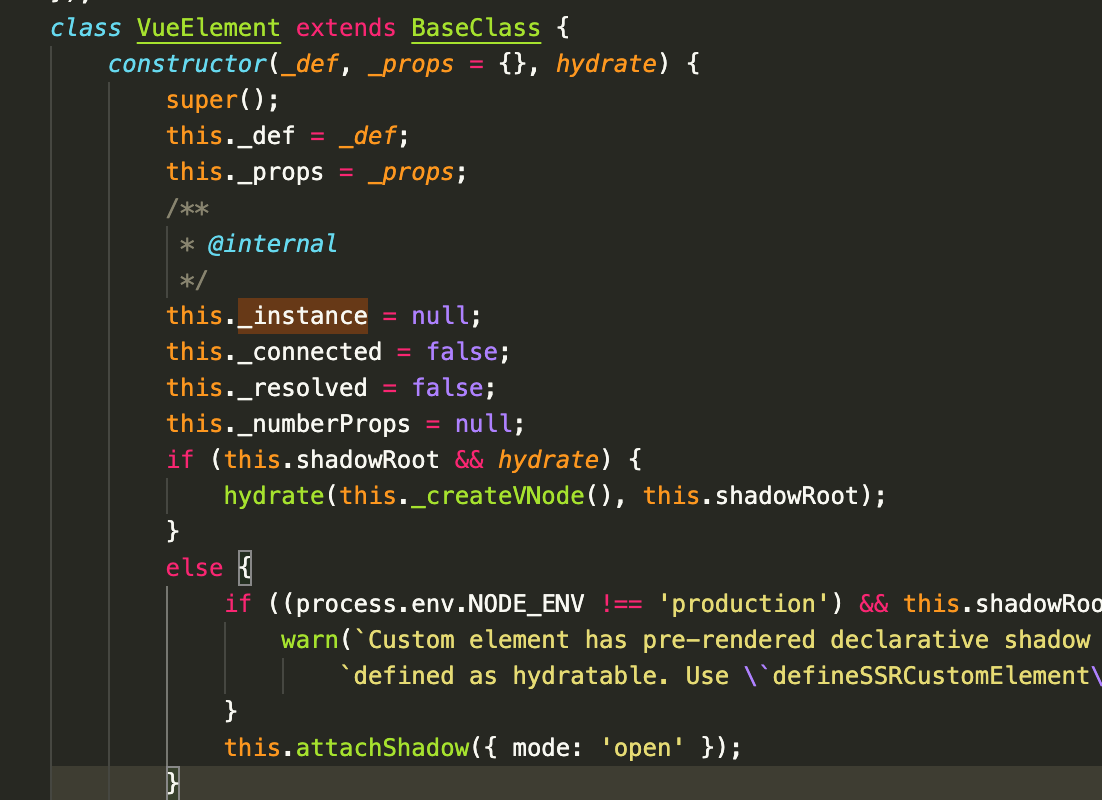 class VueElement extends BaseClass {
constructor(_def, _props = {}, hydrate) {
super();
this._def = _def;
this._props = _props;
/**
* @internal
*/
this._instance = null;
this._connected = false;
this._resolved = false;
this._numberProps = null;
if (this.shadowRoot && hydrate) {
hydrate(this._createVNode(), this.shadowRoot);
}
else {
if ((process.env.NODE_ENV !== 'production') && this.shadowRoo
warn(`Custom element has pre-rendered declarative shadow
`defined as hydratable. Use \`defineSSRCustomElement\
}
this.attachShadow({ mode: 'open' });
}